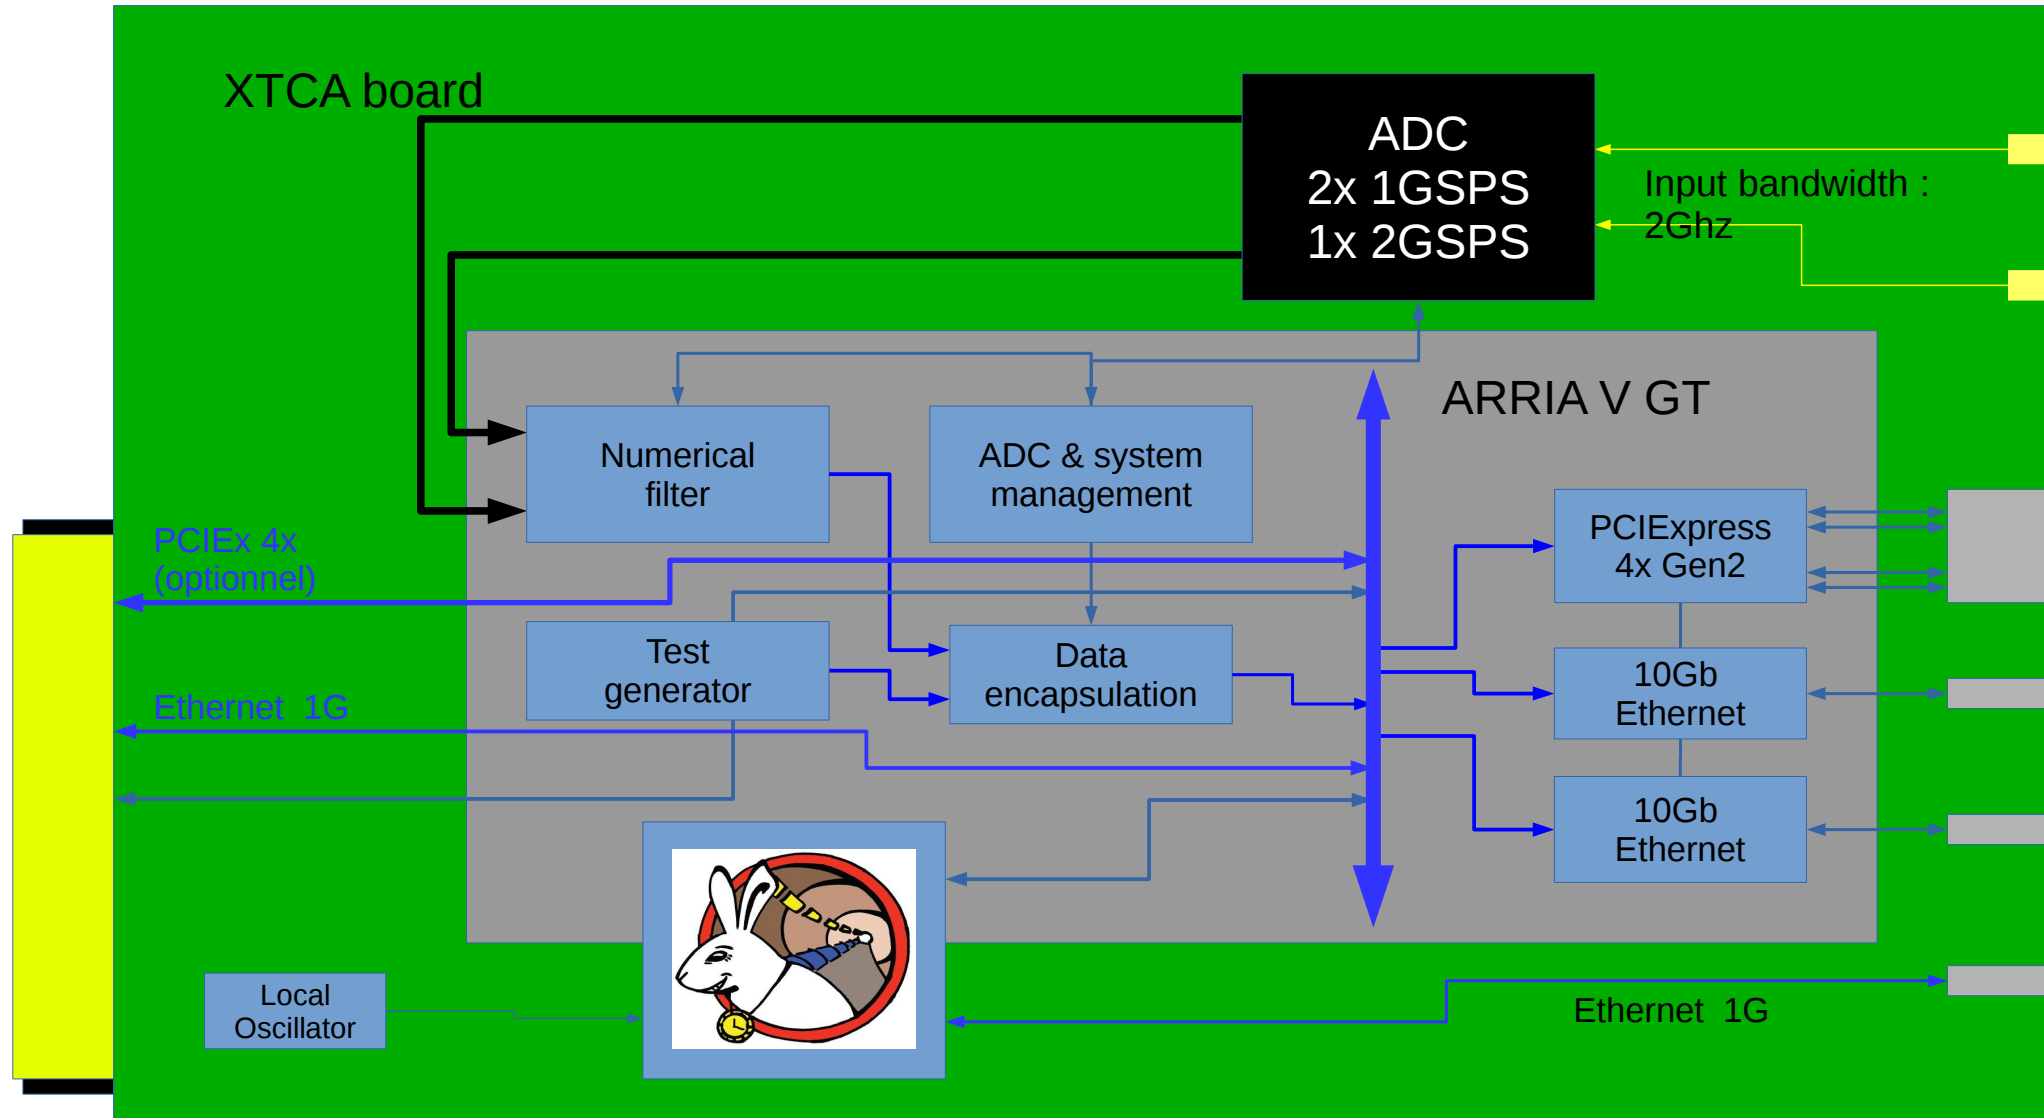 XTCA board
ADC
2x 1GSPS
1x 2GSPS
Input bandwidth :
2Ghz
ARRIA V GT
Numerical
filter
ADC & system
management
PCIExpress
4x Gen2
PCIEx 4x
(optionnel)
Test
generator
Data
encapsulation
10Gb
Ethernet
Ethernet  1G
10Gb
Ethernet
Local
Oscillator
Ethernet  1G